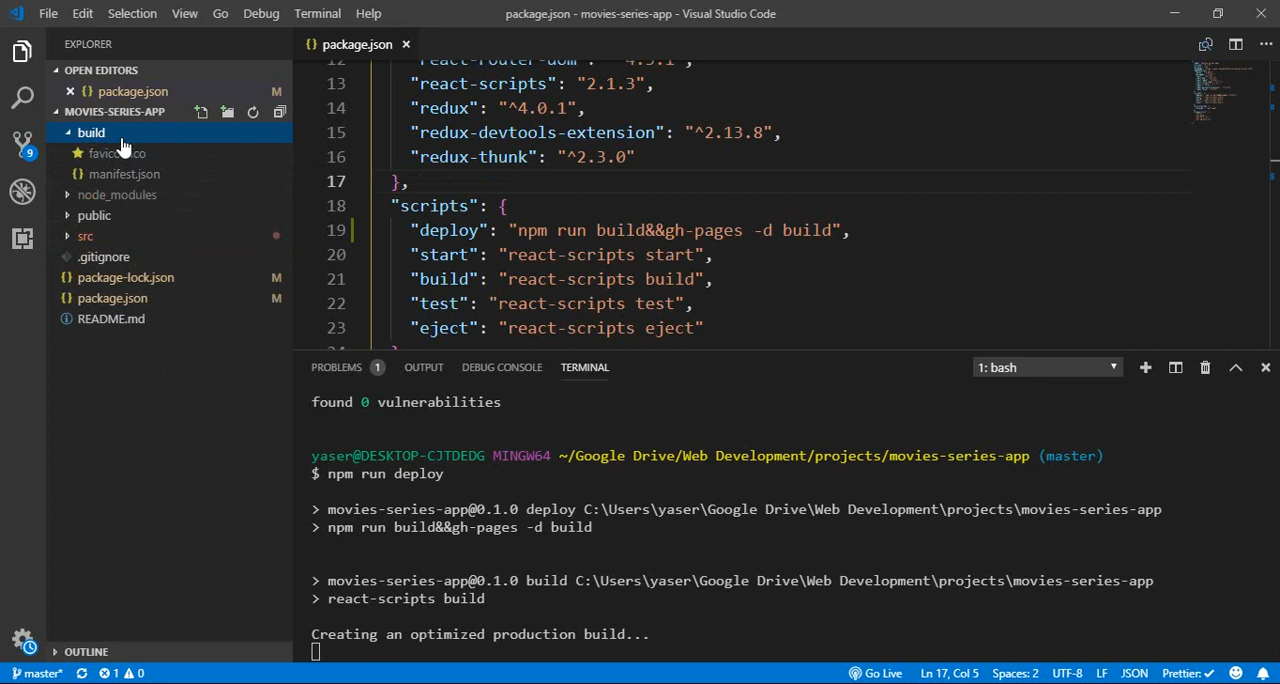 File Edit Selection View Go Debug Terminal Help package.json - movies-series-app - Visual Studio Code
EXPLORER
OPEN EDITORS
package.json M
MOVIES-SERIES-APP
build
manifest.json
node_modules
public
src
.gitignore
package-lock.json M
package.json M
README.md
OUTLINE
9
{} package.json
13 "react-scripts": "2.1.3",
14 "redux": "^4.0.1",
15 "redux-devtools-extension": "^2.13.8",
16 "redux-thunk": "^2.3.0"
17 },
18 "scripts": {
19 "deploy": "npm run build&&gh-pages -d build",
20 "start": "react-scripts start",
21 "build": "react-scripts build",
22 "test": "react-scripts test",
23 "eject": "react-scripts eject"
PROBLEMS 1 OUTPUT DEBUG CONSOLE TERMINAL 1: bash
found 0 vulnerabilities
yaser@DESKTOP-CJTDEDG MINGW64 ~/Google Drive/Web Development/projects/movies-series-app (master)
$ npm run deploy
> movies-series-app@0.1.0 deploy C:\Users\yaser\Google Drive\Web Development\projects\movies-series-app
> npm run build&&gh-pages -d build
> movies-series-app@0.1.0 build C:\Users\yaser\Google Drive\Web Development\projects\movies-series-app
> react-scripts build
Creating an optimized production build...
master* 1 0 Go Live Ln 17, Col 5 Spaces: 2 UTF-8 LF JSON Prettier: ✓